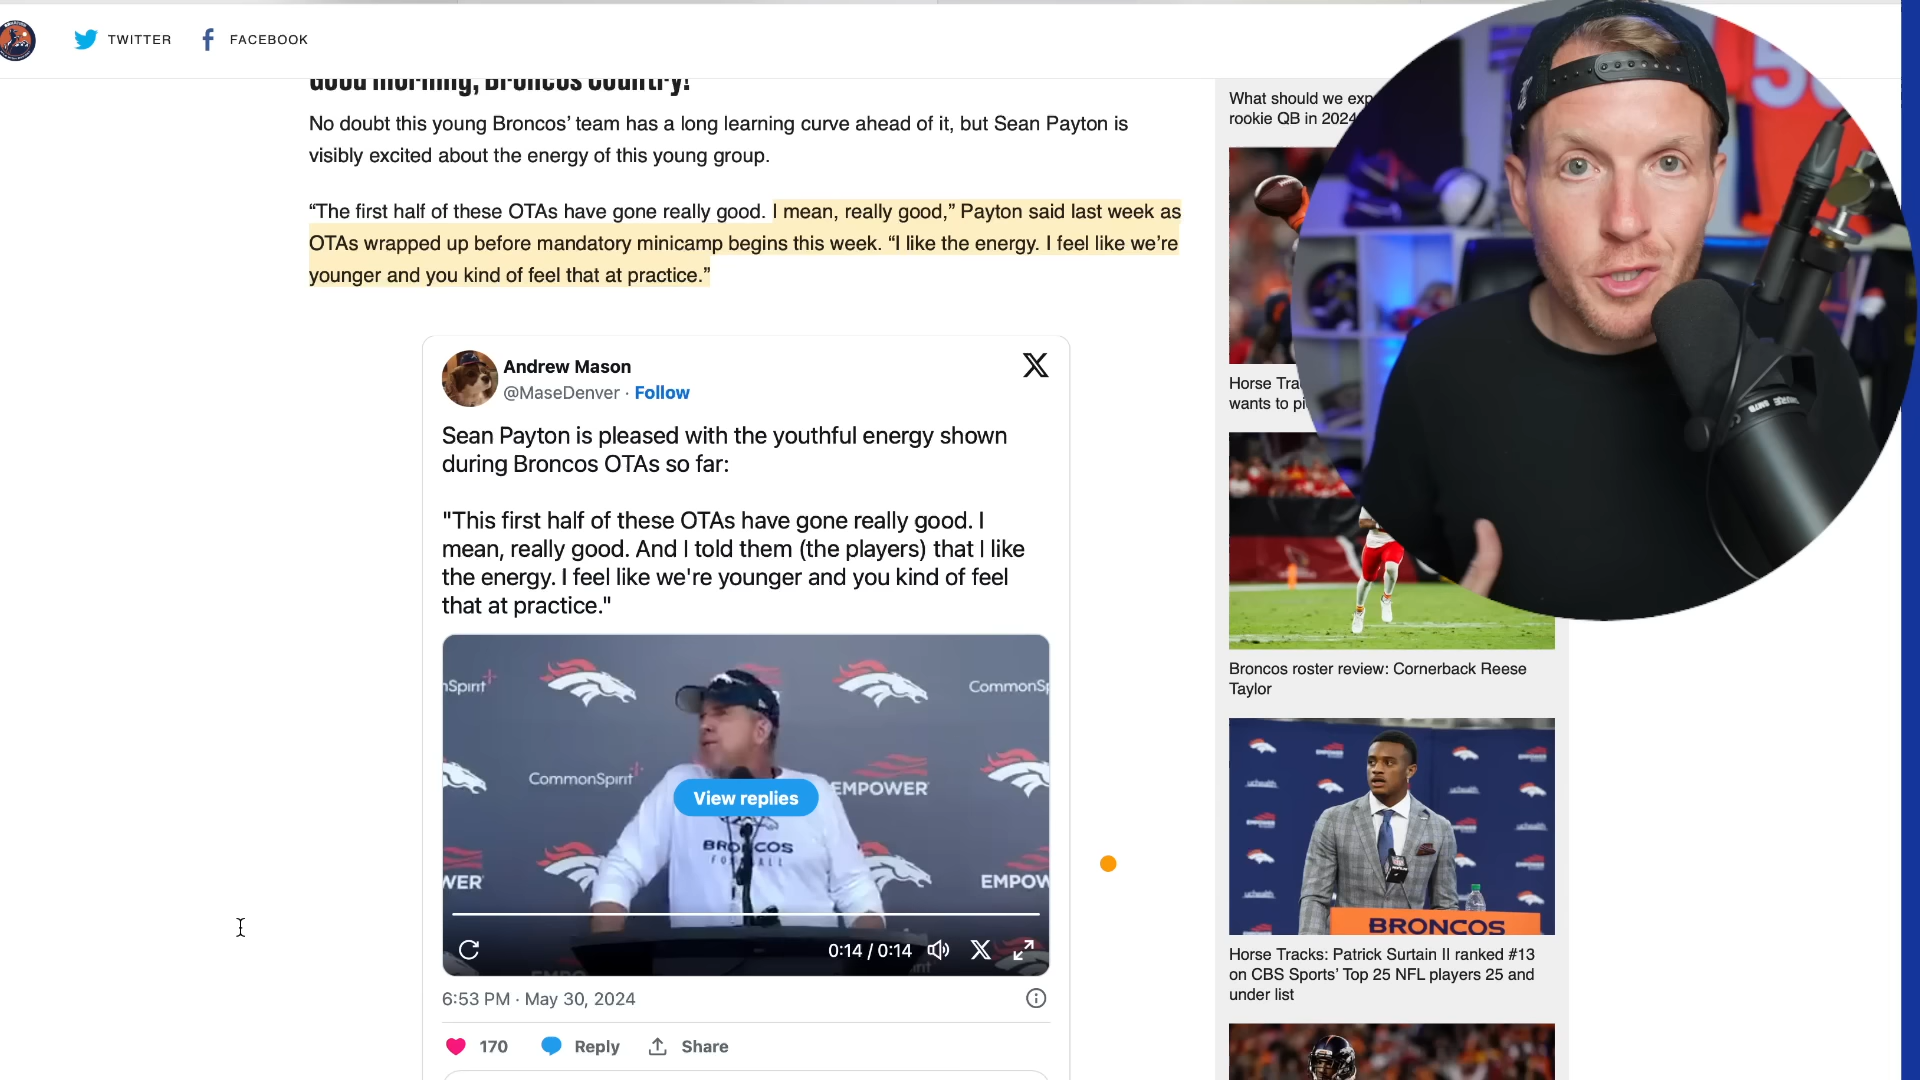 TWITTER
FACEBOOK
Good morning, Broncos Country!
No doubt this young Broncos’ team has a long learning curve ahead of it, but Sean Payton is
visibly excited about the energy of this young group.
“The first half of these OTAs have gone really good. I mean, really good,” Payton said last week as
OTAs wrapped up before mandatory minicamp begins this week. “I like the energy. I feel like we’re
younger and you kind of feel that at practice.”
Andrew Mason
@MaseDenver · Follow
Sean Payton is pleased with the youthful energy shown
during Broncos OTAs so far:
"This first half of these OTAs have gone really good. I
mean, really good. And I told them (the players) that I like
the energy. I feel like we're younger and you kind of feel
that at practice."
CommonSpirit
EMPOWER
View replies
BRONCOS
FOOTBALL
EMPOW
0:14 / 0:14
6:53 PM · May 30, 2024
170
Reply
Share
What should we exp
rookie QB in 2024
Horse Tra
wants to pi
Broncos roster review: Cornerback Reese
Taylor
BRONCOS
Horse Tracks: Patrick Surtain II ranked #13
on CBS Sports’ Top 25 NFL players 25 and
under list